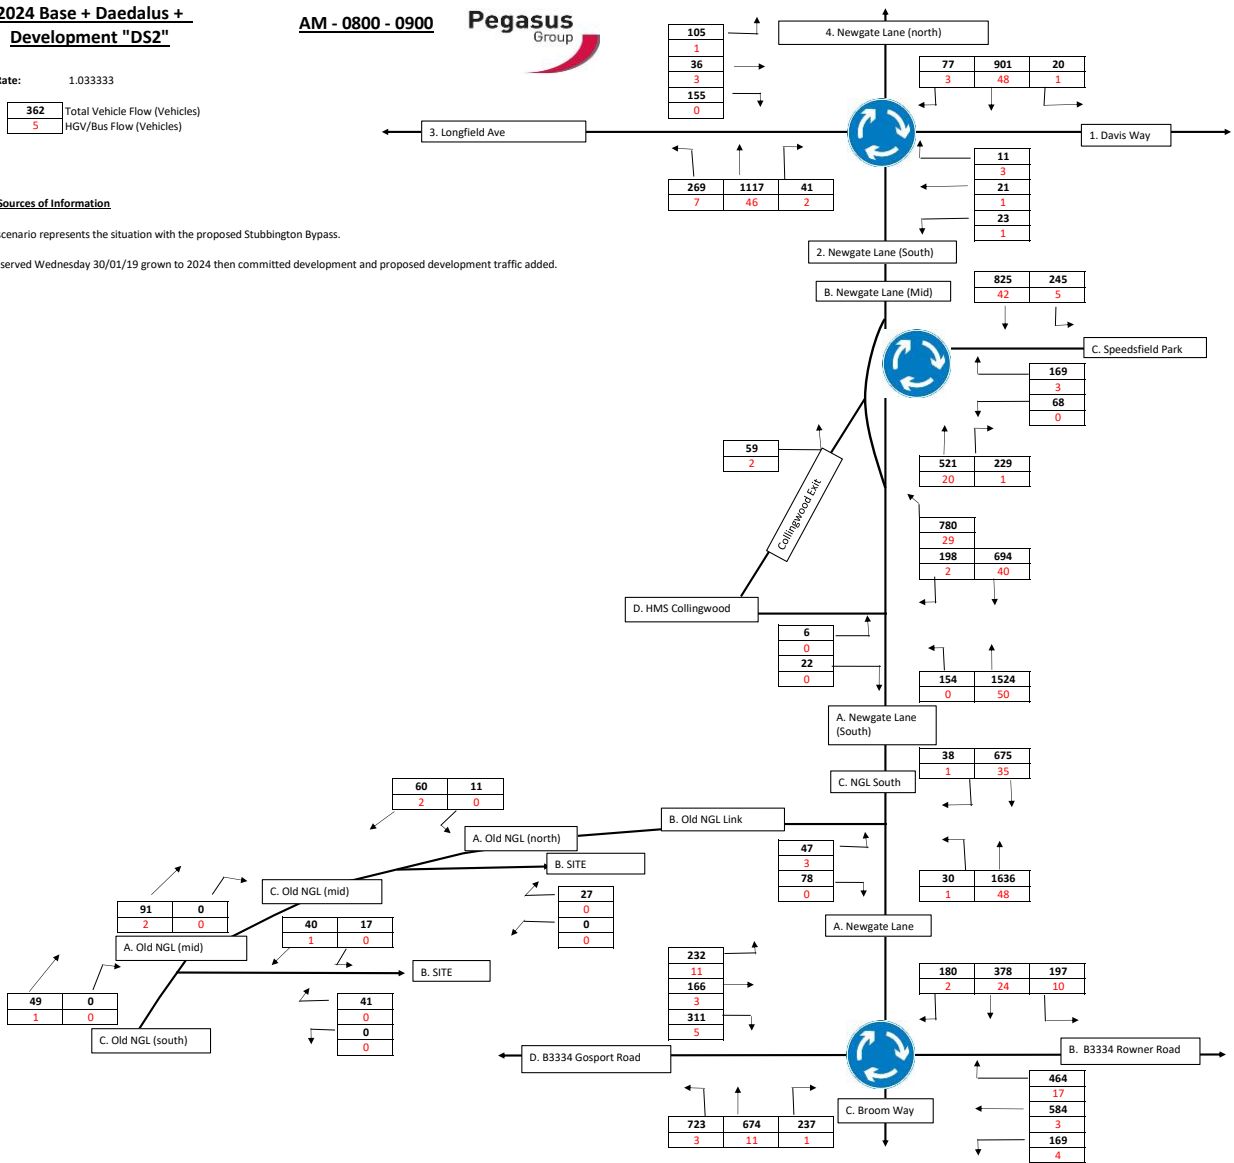 2024 Base + Daedalus +
Development "DS2"
AM - 0800 - 0900
Pegasus
Group
Rate: 1.033333
362 Total Vehicle Flow (Vehicles)
5 HGV/Bus Flow (Vehicles)
Sources of Information
scenario represents the situation with the proposed Stubbington Bypass.
served Wednesday 30/01/19 grown to 2024 then committed development and proposed development traffic added.
105
1
36
3
155
0
4. Newgate Lane (north)
77 901 20
3 48 1
3. Longfield Ave
1. Davis Way
269 1117 41
7 46 2
11
3
21
1
23
1
2. Newgate Lane (South)
B. Newgate Lane (Mid)
825 245
42 5
C. Speedsfield Park
169
3
68
0
59
2
521 229
20 1
Collingwood Exit
780
29
198 694
2 40
D. HMS Collingwood
6
0
22
0
154 1524
0 50
A. Newgate Lane
(South)
38 675
1 35
C. NGL South
60 11
2 0
B. Old NGL Link
A. Old NGL (north)
47
3
78
0
30 1636
1 48
B. SITE
C. Old NGL (mid)
27
0
0
0
91 0
2 0
40 17
1 0
A. Old NGL (mid)
A. Newgate Lane
B. SITE
232
11
166
3
311
5
180 378 197
2 24 10
49 0
1 0
41
0
0
0
C. Old NGL (south)
D. B3334 Gosport Road
B. B3334 Rowner Road
464
17
584
3
169
4
C. Broom Way
723 674 237
3 11 1